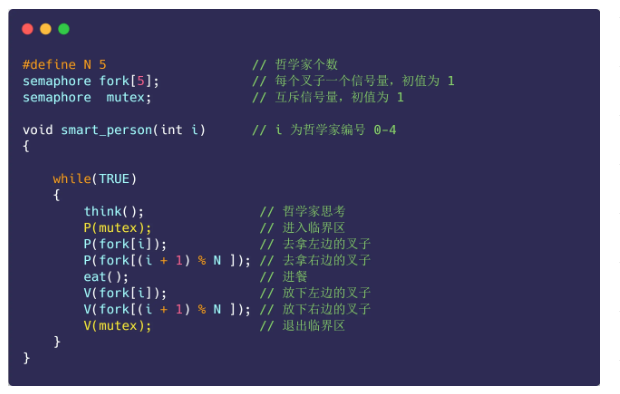 #define N 5 // 哲学家个数
semaphore fork[5]; // 每个叉子一个信号量，初值为 1
semaphore  mutex; // 互斥信号量，初值为 1
void smart_person(int i) // i 为哲学家编号 0-4
{
while(TRUE)
{
think(); // 哲学家思考
P(mutex); // 进入临界区
P(fork[i]); // 去拿左边的叉子
P(fork[(i + 1) % N ]); // 去拿右边的叉子
eat(); // 进餐
V(fork[i]); // 放下左边的叉子
V(fork[(i + 1) % N ]); // 放下右边的叉子
V(mutex); // 退出临界区
}
}